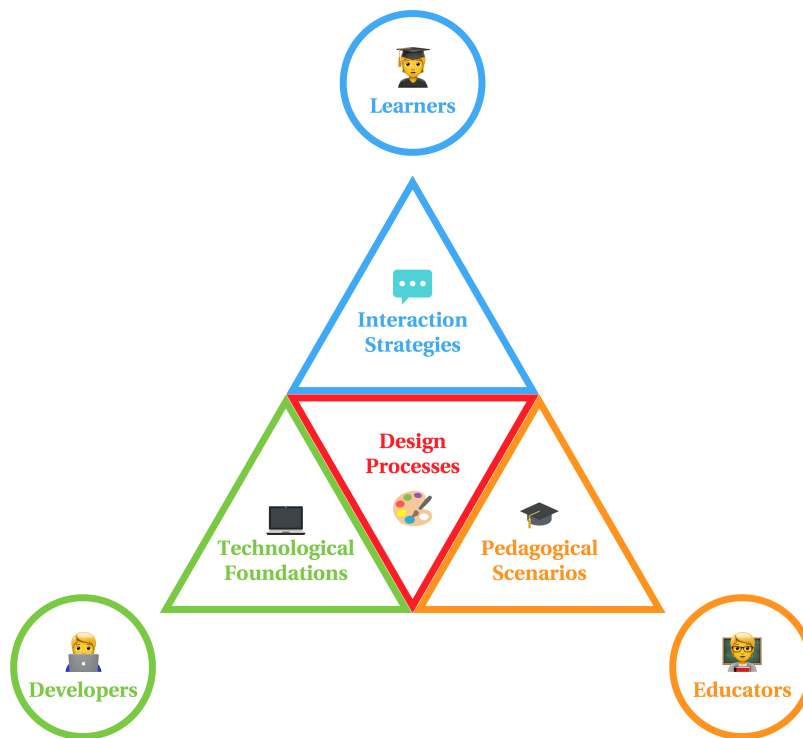 Learners
Interaction
Strategies
Design
Processes
Technological
Foundations
Pedagogical
Scenarios
Developers
Educators